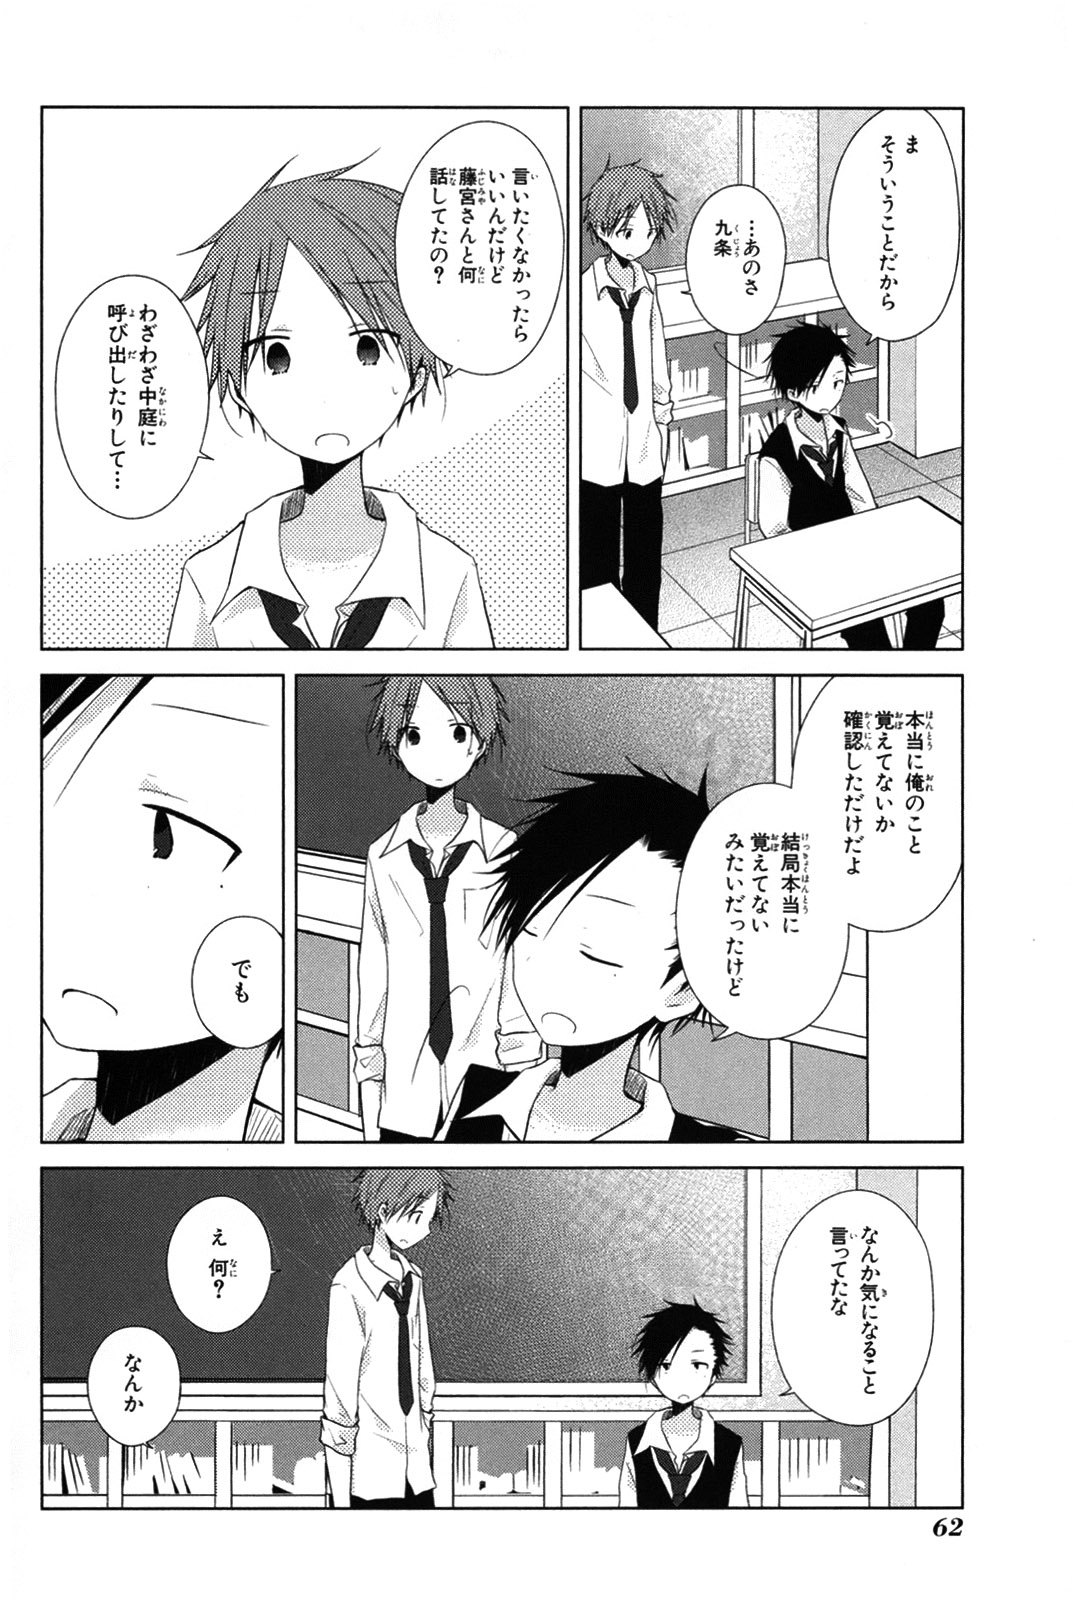 ま
そういうことだから
…あのさ
九条
言いたくなかったら
いいんだけど
藤宮さんと何
話してたの？
わざわざ中庭に
呼び出したりして…
本当に俺のこと
覚えてないか
確認しただけだよ
結局本当に
覚えてない
みたいだったけど
でも
なんか気になること
言ってたな
え　何？
なんか
62